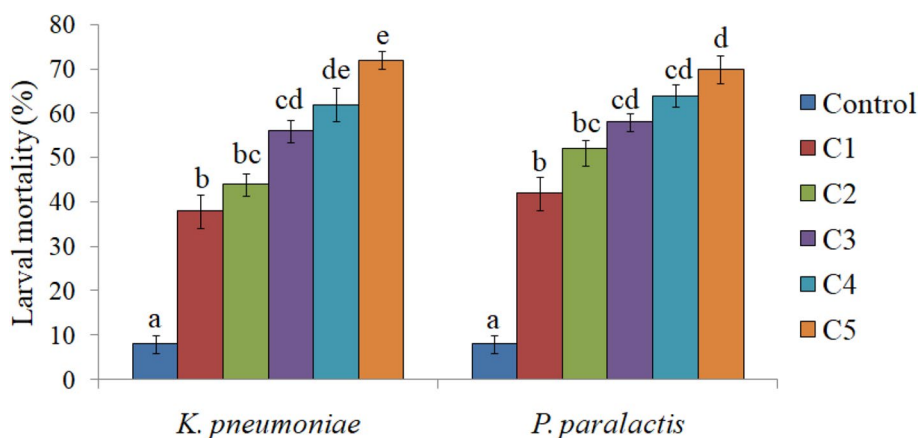 Larval mortality (%)
80
70
60
50
40
30
20
10
0
a
b
bc
cd
de
e
a
b
bc
cd
cd
d
K. pneumoniae
P. paralactis
Control
C1
C2
C3
C4
C5